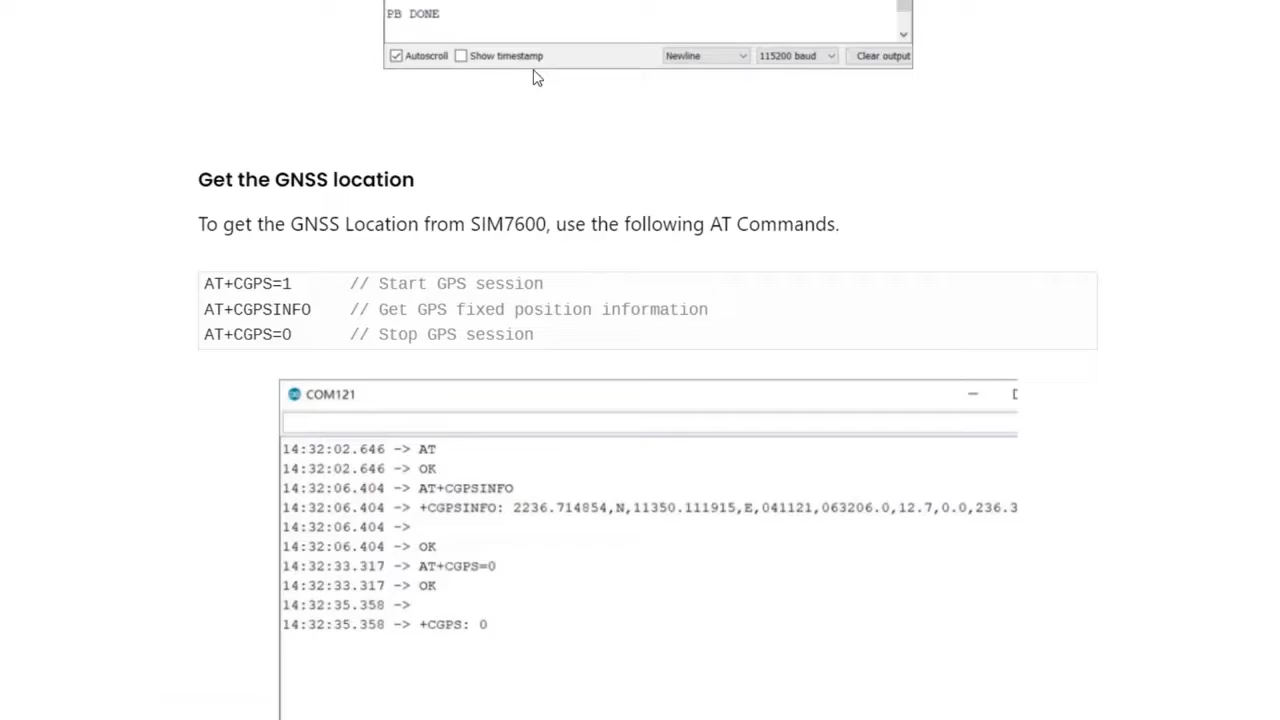 PB DONE
Autoscroll Show timestamp Newline 115200 baud Clear output
Get the GNSS location
To get the GNSS Location from SIM7600, use the following AT Commands.
AT+CGPS=1 // Start GPS session
AT+CGPSINFO // Get GPS fixed position information
AT+CGPS=0 // Stop GPS session
COM121
14:32:02.646 -> AT
14:32:02.646 -> OK
14:32:06.404 -> AT+CGPSINFO
14:32:06.404 -> +CGPSINFO: 2236.714854,N,11350.111915,E,041121,063206.0,12.7,0.0,236.3
14:32:06.404 ->
14:32:06.404 -> OK
14:32:33.317 -> AT+CGPS=0
14:32:33.317 -> OK
14:32:35.358 ->
14:32:35.358 -> +CGPS: 0